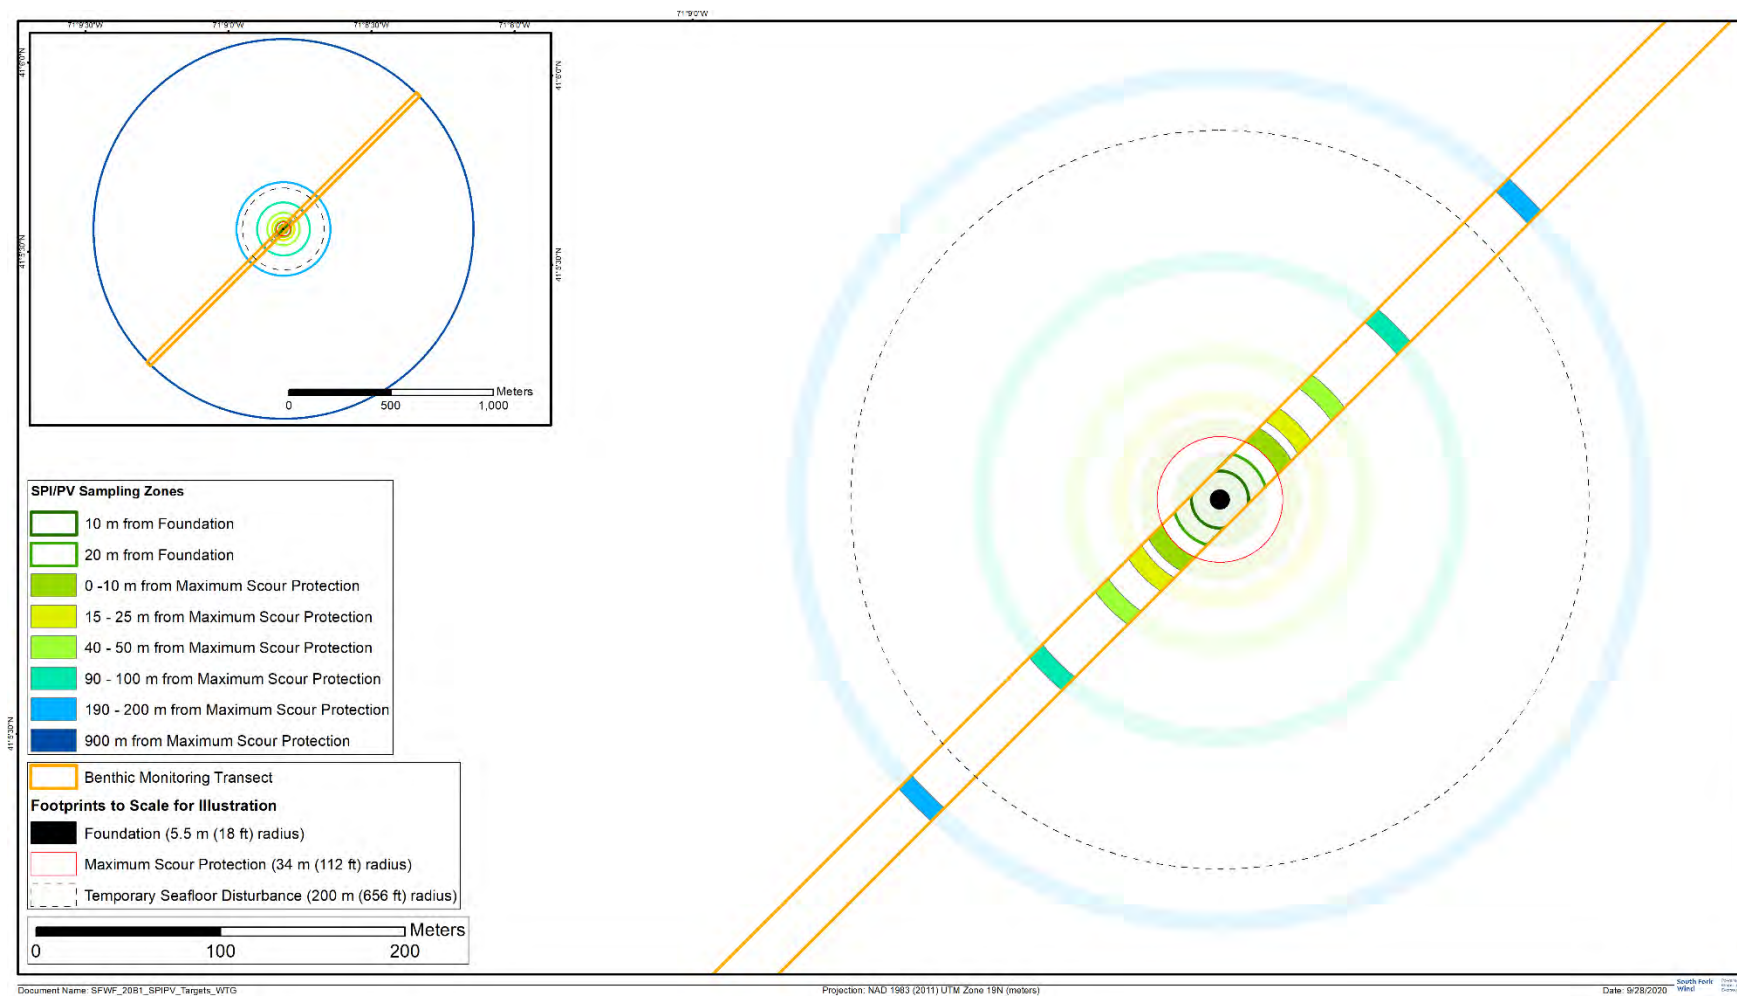 71°9'30"W
71°9'0"W
71°8'30"W
71°8'0"W
71°9'0"W
41°6'0"N
41°6'0"N
41°5'30"N
41°5'30"N
Meters
0
500
1,000
SPI/PV Sampling Zones
10 m from Foundation
20 m from Foundation
0 -10 m from Maximum Scour Protection
15 - 25 m from Maximum Scour Protection
40 - 50 m from Maximum Scour Protection
90 - 100 m from Maximum Scour Protection
190 - 200 m from Maximum Scour Protection
900 m from Maximum Scour Protection
41°5'30"N
Benthic Monitoring Transect
Footprints to Scale for Illustration
Foundation (5.5 m (18 ft) radius)
Maximum Scour Protection (34 m (112 ft) radius)
Temporary Seafloor Disturbance (200 m (656 ft) radius)
Meters
0
100
200
Document Name: SFWF_20B1_SPIPV_Targets_WTG
Projection: NAD 1983 (2011) UTM Zone 19N (meters)
Date: 9/28/2020
South Fork
Wind